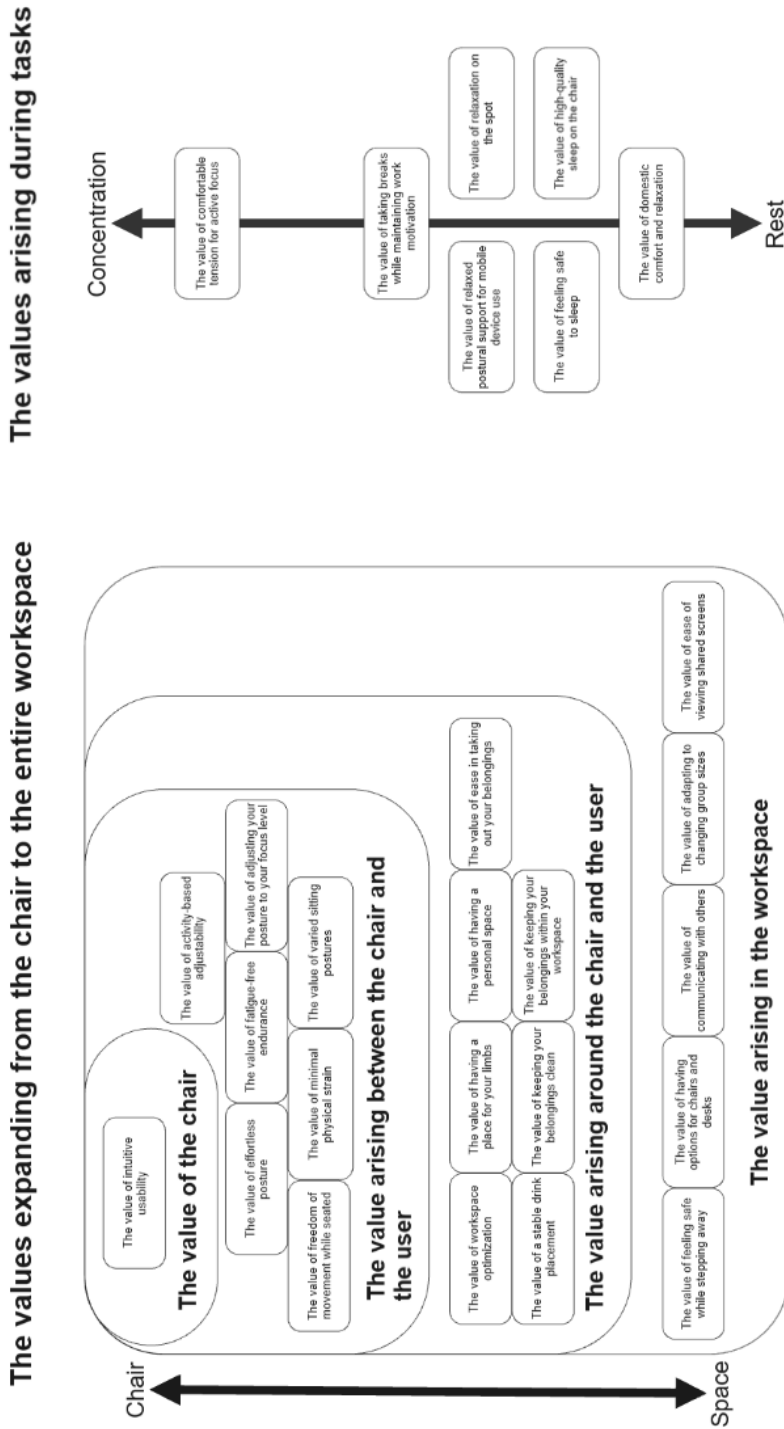 The values expanding from the chair to the entire workspace
Chair
Space
The value of intuitive
usability
The value of the chair
The value of activity-based
adjustability
The value of effortless
posture
The value of fatigue-free
endurance
The value of adjusting your
posture to your focus level
The value of freedom of
movement while seated
The value of minimal
physical strain
The value of varied sitting
postures
The value arising between the chair and
the user
The value of workspace
optimization
The value of having a
place for your limbs
The value of having a
personal space
The value of ease in taking
out your belongings
The value of a stable drink
placement
The value of keeping your
belongings clean
The value of keeping your
belongings within your
workspace
The value arising around the chair and the user
The value of feeling safe
while stepping away
The value of having
options for chairs and
desks
The value of
communicating with others
The value of adapting to
changing group sizes
The value of ease of
viewing shared screens
The value arising in the workspace
The values arising during tasks
Concentration
The value of comfortable
tension for active focus
The value of taking breaks
while maintaining work
motivation
The value of relaxed
postural support for mobile
device use
The value of relaxation on
the spot
The value of feeling safe
to sleep
The value of high-quality
sleep on the chair
The value of domestic
comfort and relaxation
Rest